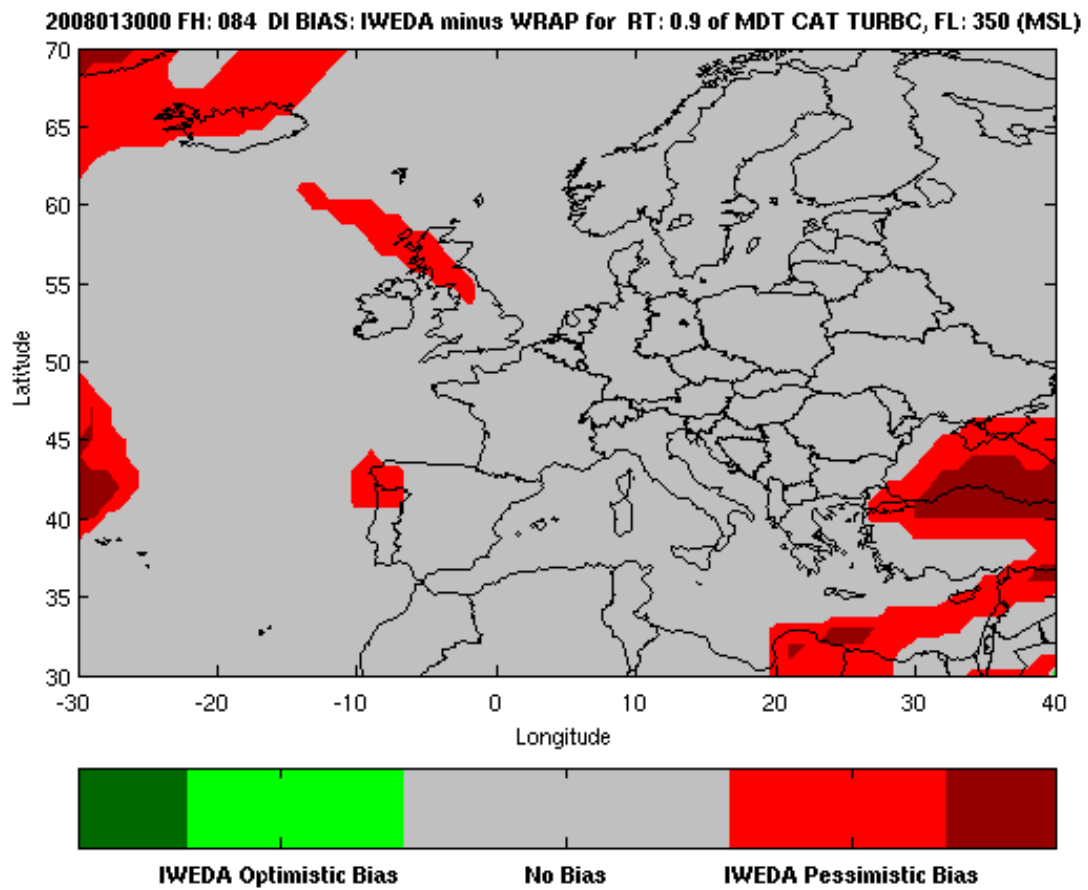 2008013000 FH: 084 DI BIAS: IWEDA minus WRAP for RT: 0.9 of MDT CAT TURBC, FL: 350 (MSL)
70
65
60
55
50
45
40
35
30
Latitude
-30 -20 -10 0 10 20 30 40
Longitude
IWEDA Optimistic Bias No Bias IWEDA Pessimistic Bias